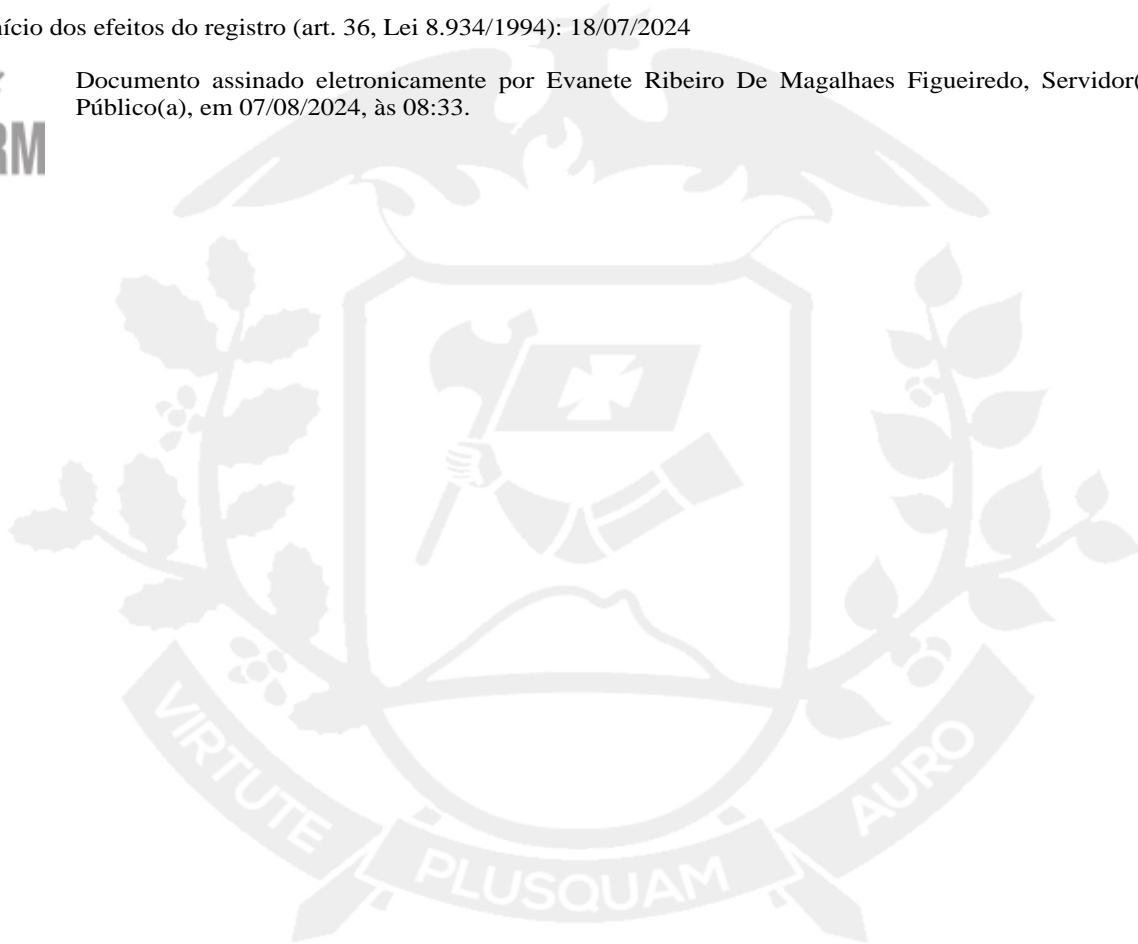 nício dos efeitos do registro (art. 36, Lei 8.934/1994): 18/07/2024
Documento assinado eletronicamente por Evanete Ribeiro De Magalhaes Figueiredo, Servidor(
Público(a), em 07/08/2024, às 08:33.
RM
VIRTUTE
PLUSQUAM
AURO